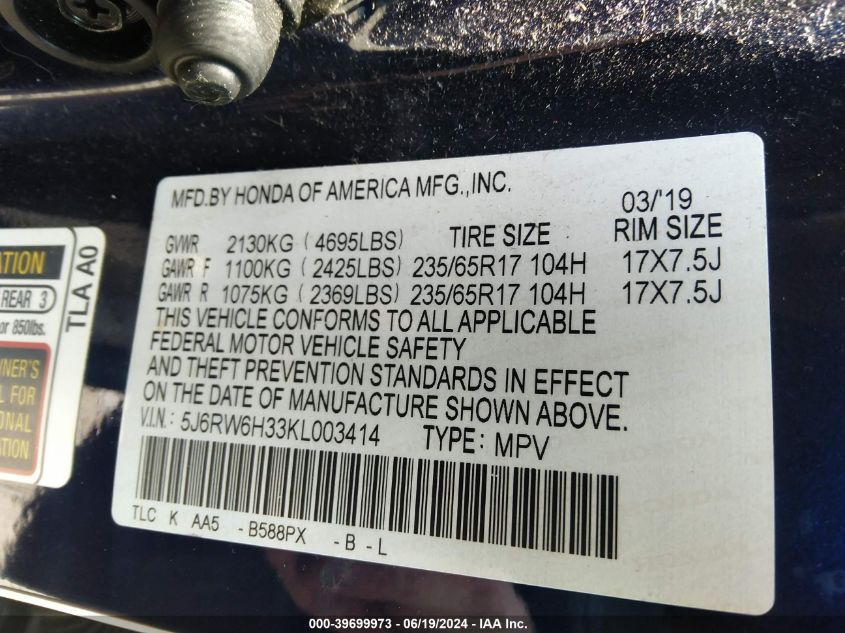 MFD.BY HONDA OF AMERICA MFG.,INC.
03/'19
GVWR 2130KG (4695LBS) TIRE SIZE RIM SIZE
GAWR F 1100KG (2425LBS) 235/65R17 104H 17X7.5J
GAWR R 1075KG (2369LBS) 235/65R17 104H 17X7.5J
THIS VEHICLE CONFORMS TO ALL APPLICABLE
FEDERAL MOTOR VEHICLE SAFETY
AND THEFT PREVENTION STANDARDS IN EFFECT
ON THE DATE OF MANUFACTURE SHOWN ABOVE.
V.I.N.: 5J6RW6H33KL003414 TYPE: MPV
TLC K AA5 - B588PX - B - L
REAR 3
or 850lbs.
TLA A0
L FOR
000-39699973 - 06/19/2024 - IAA Inc.